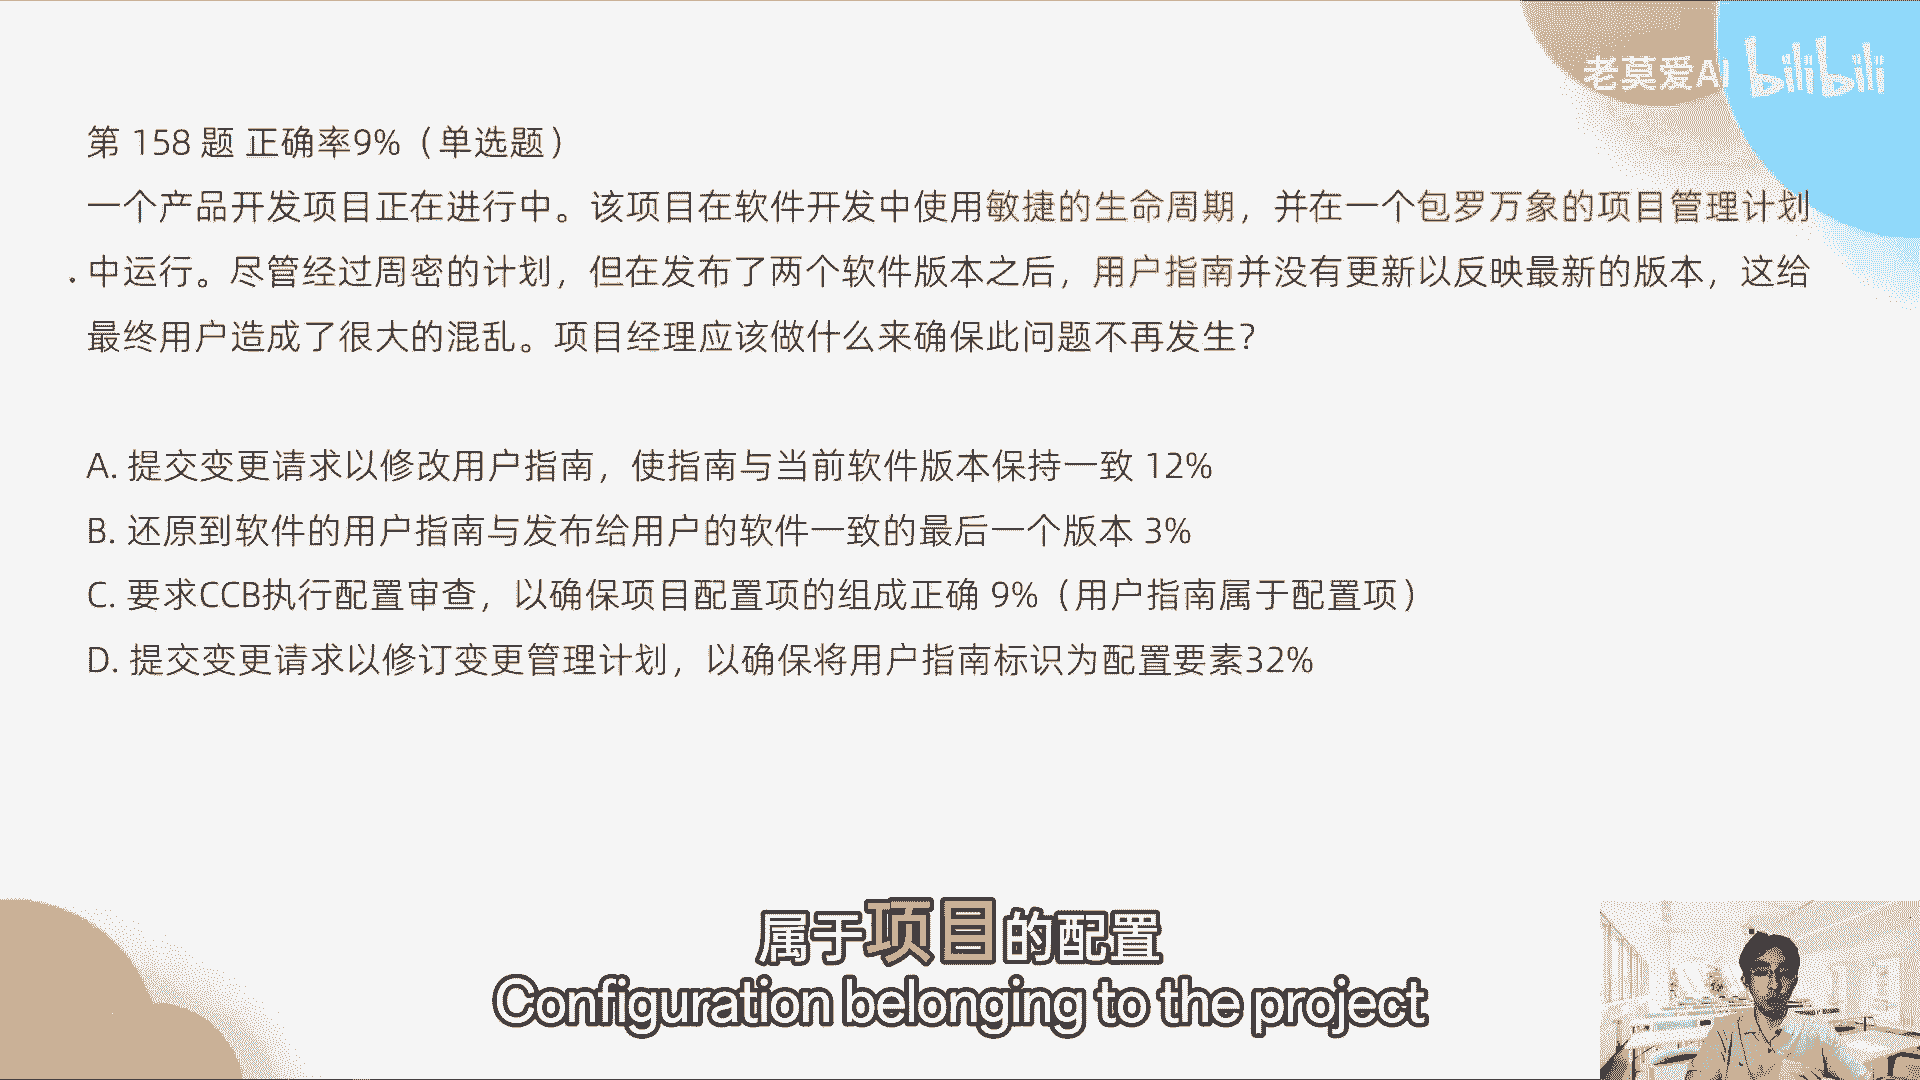 老莫爱AI bilibili
第 158 题 正确率9%（单选题）
一个产品开发项目正在进行中。该项目在软件开发中使用敏捷的生命周期，并在一个包罗万象的项目管理计划
中运行。尽管经过周密的计划，但在发布了两个软件版本之后，用户指南并没有更新以反映最新的版本，这给
最终用户造成了很大的混乱。项目经理应该做什么来确保此问题不再发生？
A. 提交变更请求以修改用户指南，使指南与当前软件版本保持一致 12%
B. 还原到软件的用户指南与发布给用户的软件一致的最后一个版本 3%
C. 要求CCB执行配置审查，以确保项目配置项的组成正确 9%（用户指南属于配置项）
D. 提交变更请求以修订变更管理计划，以确保将用户指南标识为配置要素32%
属于项目的配置
Configuration belonging to the project